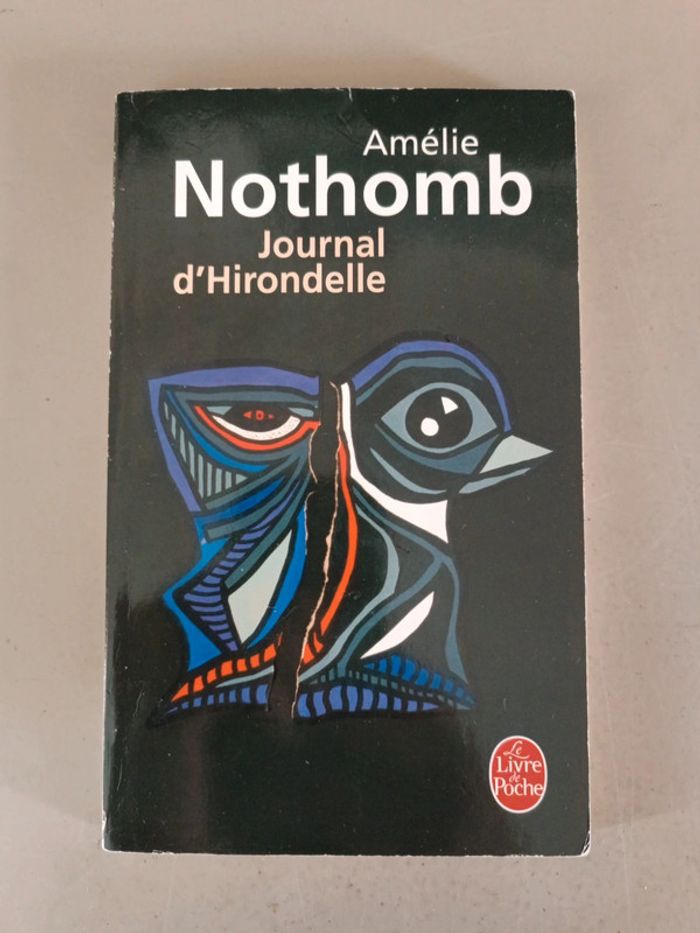 Amélie
Nothomb
Journal
d'Hirondelle
Le
Livre
de
Poche